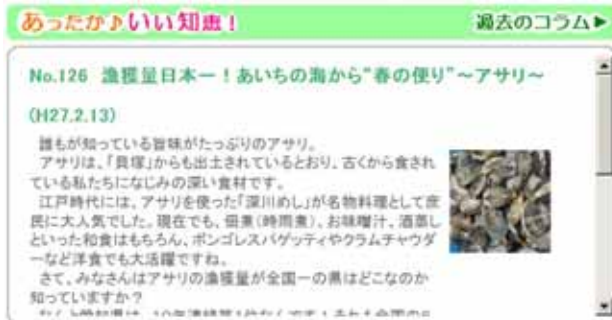 あったか♪いい知恵！
過去のコラム▶
No.126 漁獲量日本一！あいちの海から“春の便り”～アサリ～
(H27.2.13)
誰もが知っている旨味がたっぷりのアサリ。
アサリは、「貝塚」からも出土されているとおり、古くから食され
ている私たちになじみの深い食材です。
江戸時代には、アサリを使った「深川めし」が名物料理として庶
民に大人気でした。現在でも、佃煮(時雨煮)、お味噌汁、酒蒸し
といった和食はもちろん、ボンゴレスパゲッティやクラムチャウダ
ーなど洋食でも大活躍ですね。
さて、みなさんはアサリの漁獲量が全国一の県はどこなのか
知っていますか？